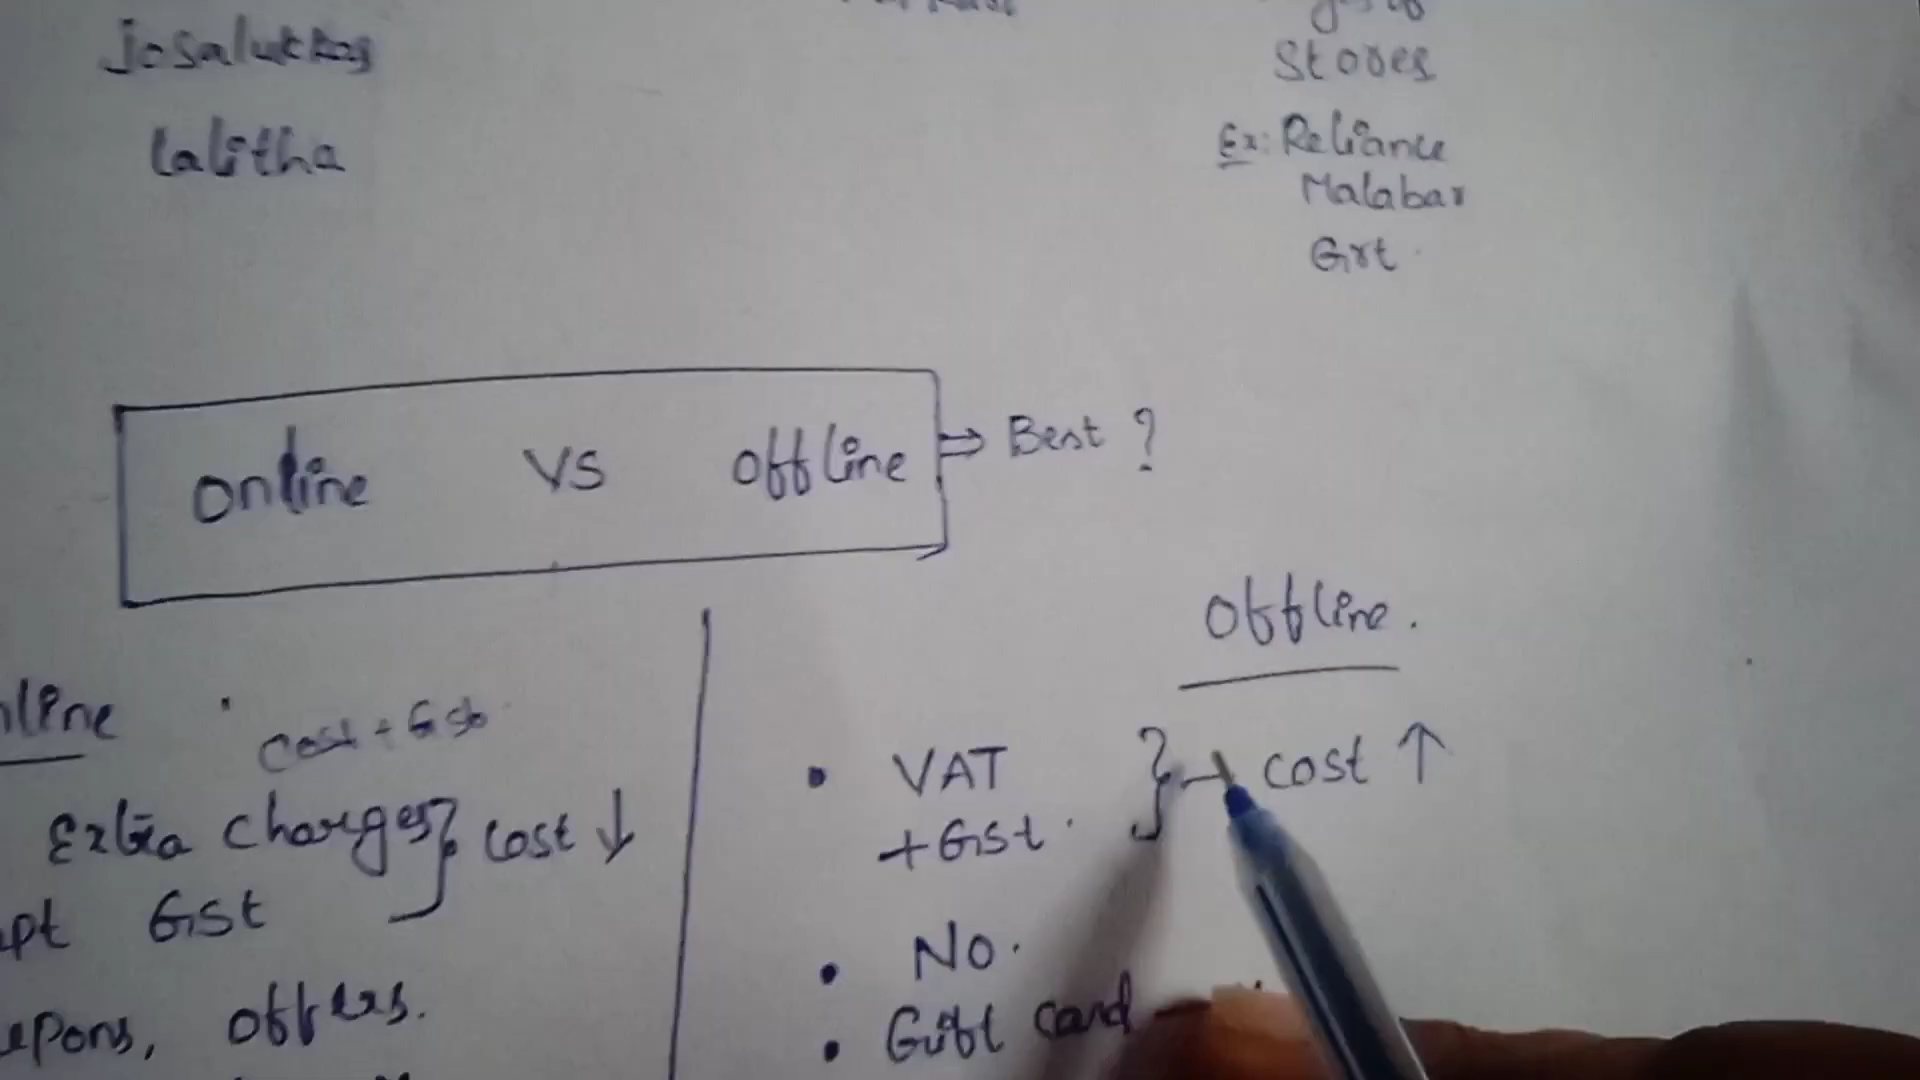 Stores
Josalukkas
Ex: Reliance
lalitha
Malabar
Grt.
online VS offline ⇒ Best ?
offline.
cost + Gst
VAT } → cost ↑
+ Gst.
Extra charges } cost ↓
Gst
No.
offers.
Gift card